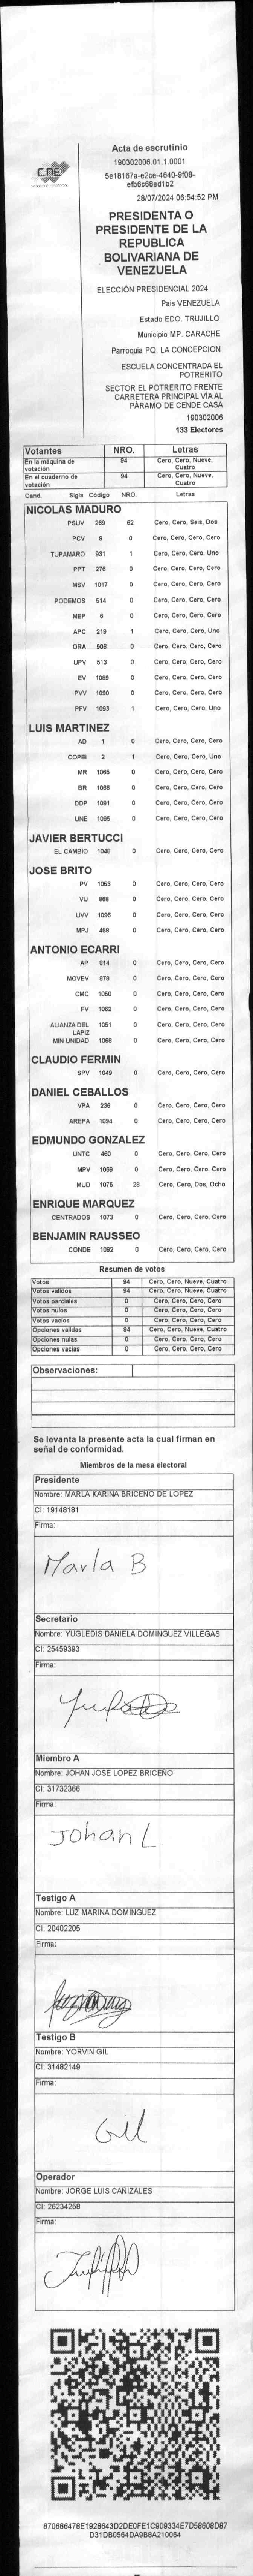 Acta de escrutinio
190302006.01.1.0001
5e18167a-e2ce-4640-9f08-
efb6c68ed1b2
28/07/2024 06:54:52 PM
CNE
PRESIDENTA O
PRESIDENTE DE LA
REPUBLICA
BOLIVARIANA DE
VENEZUELA
ELECCIÓN PRESIDENCIAL 2024
País VENEZUELA
Estado EDO. TRUJILLO
Municipio MP. CARACHE
Parroquia PQ. LA CONCEPCION
ESCUELA CONCENTRADA EL
POTRERITO
SECTOR EL POTRERITO FRENTE
CARRETERA PRINCIPAL VÍA AL
PÁRAMO DE CENDE CASA
190302006
133 Electores
Votantes NRO. Letras
En la máquina de votación 94 Cero, Cero, Nueve, Cuatro
En el cuaderno de votación 94 Cero, Cero, Nueve, Cuatro
Cand. Sigla Código NRO. Letras
NICOLAS MADURO
PSUV 269 62 Cero, Cero, Seis, Dos
PCV 9 0 Cero, Cero, Cero, Cero
TUPAMARO 931 1 Cero, Cero, Cero, Uno
PPT 276 0 Cero, Cero, Cero, Cero
MSV 1017 0 Cero, Cero, Cero, Cero
PODEMOS 514 0 Cero, Cero, Cero, Cero
MEP 6 0 Cero, Cero, Cero, Cero
APC 219 1 Cero, Cero, Cero, Uno
ORA 906 0 Cero, Cero, Cero, Cero
UPV 513 0 Cero, Cero, Cero, Cero
EV 1089 0 Cero, Cero, Cero, Cero
PVV 1090 0 Cero, Cero, Cero, Cero
PFV 1093 1 Cero, Cero, Cero, Uno
LUIS MARTINEZ
AD 1 0 Cero, Cero, Cero, Cero
COPEI 2 1 Cero, Cero, Cero, Uno
MR 1065 0 Cero, Cero, Cero, Cero
BR 1066 0 Cero, Cero, Cero, Cero
DDP 1091 0 Cero, Cero, Cero, Cero
UNE 1095 0 Cero, Cero, Cero, Cero
JAVIER BERTUCCI
EL CAMBIO 1048 0 Cero, Cero, Cero, Cero
JOSE BRITO
PV 1053 0 Cero, Cero, Cero, Cero
VU 968 0 Cero, Cero, Cero, Cero
UVV 1096 0 Cero, Cero, Cero, Cero
MPJ 458 0 Cero, Cero, Cero, Cero
ANTONIO ECARRI
AP 814 0 Cero, Cero, Cero, Cero
MOVEV 878 0 Cero, Cero, Cero, Cero
CMC 1050 0 Cero, Cero, Cero, Cero
FV 1062 0 Cero, Cero, Cero, Cero
ALIANZA DEL LAPIZ 1051 0 Cero, Cero, Cero, Cero
MIN UNIDAD 1068 0 Cero, Cero, Cero, Cero
CLAUDIO FERMIN
SPV 1049 0 Cero, Cero, Cero, Cero
DANIEL CEBALLOS
VPA 236 0 Cero, Cero, Cero, Cero
AREPA 1094 0 Cero, Cero, Cero, Cero
EDMUNDO GONZALEZ
UNTC 460 0 Cero, Cero, Cero, Cero
MPV 1069 0 Cero, Cero, Cero, Cero
MUD 1075 28 Cero, Cero, Dos, Ocho
ENRIQUE MARQUEZ
CENTRADOS 1073 0 Cero, Cero, Cero, Cero
BENJAMIN RAUSSEO
CONDE 1092 0 Cero, Cero, Cero, Cero
Resumen de votos
Votos 94 Cero, Cero, Nueve, Cuatro
Votos validos 94 Cero, Cero, Nueve, Cuatro
Votos parciales 0 Cero, Cero, Cero, Cero
Votos nulos 0 Cero, Cero, Cero, Cero
Votos vacios 0 Cero, Cero, Cero, Cero
Opciones validas 94 Cero, Cero, Nueve, Cuatro
Opciones nulas 0 Cero, Cero, Cero, Cero
Opciones vacias 0 Cero, Cero, Cero, Cero
Observaciones:
Se levanta la presente acta la cual firman en
señal de conformidad.
Miembros de la mesa electoral
Presidente
Nombre: MARLA KARINA BRICEÑO DE LOPEZ
CI: 19148181
Firma:
Marla B
Secretario
Nombre: YUGLEDIS DANIELA DOMINGUEZ VILLEGAS
CI: 25459393
Firma:
Miembro A
Nombre: JOHAN JOSE LOPEZ BRICEÑO
CI: 31732366
Firma:
Johan L
Testigo A
Nombre: LUZ MARINA DOMINGUEZ
CI: 20402205
Firma:
Testigo B
Nombre: YORVIN GIL
CI: 31482149
Firma:
Gil
Operador
Nombre: JORGE LUIS CAÑIZALES
CI: 26234258
Firma:
870686478E1928643D2DE0FE1C909334E7D58608D87
D31DB0564DA9B8A210064